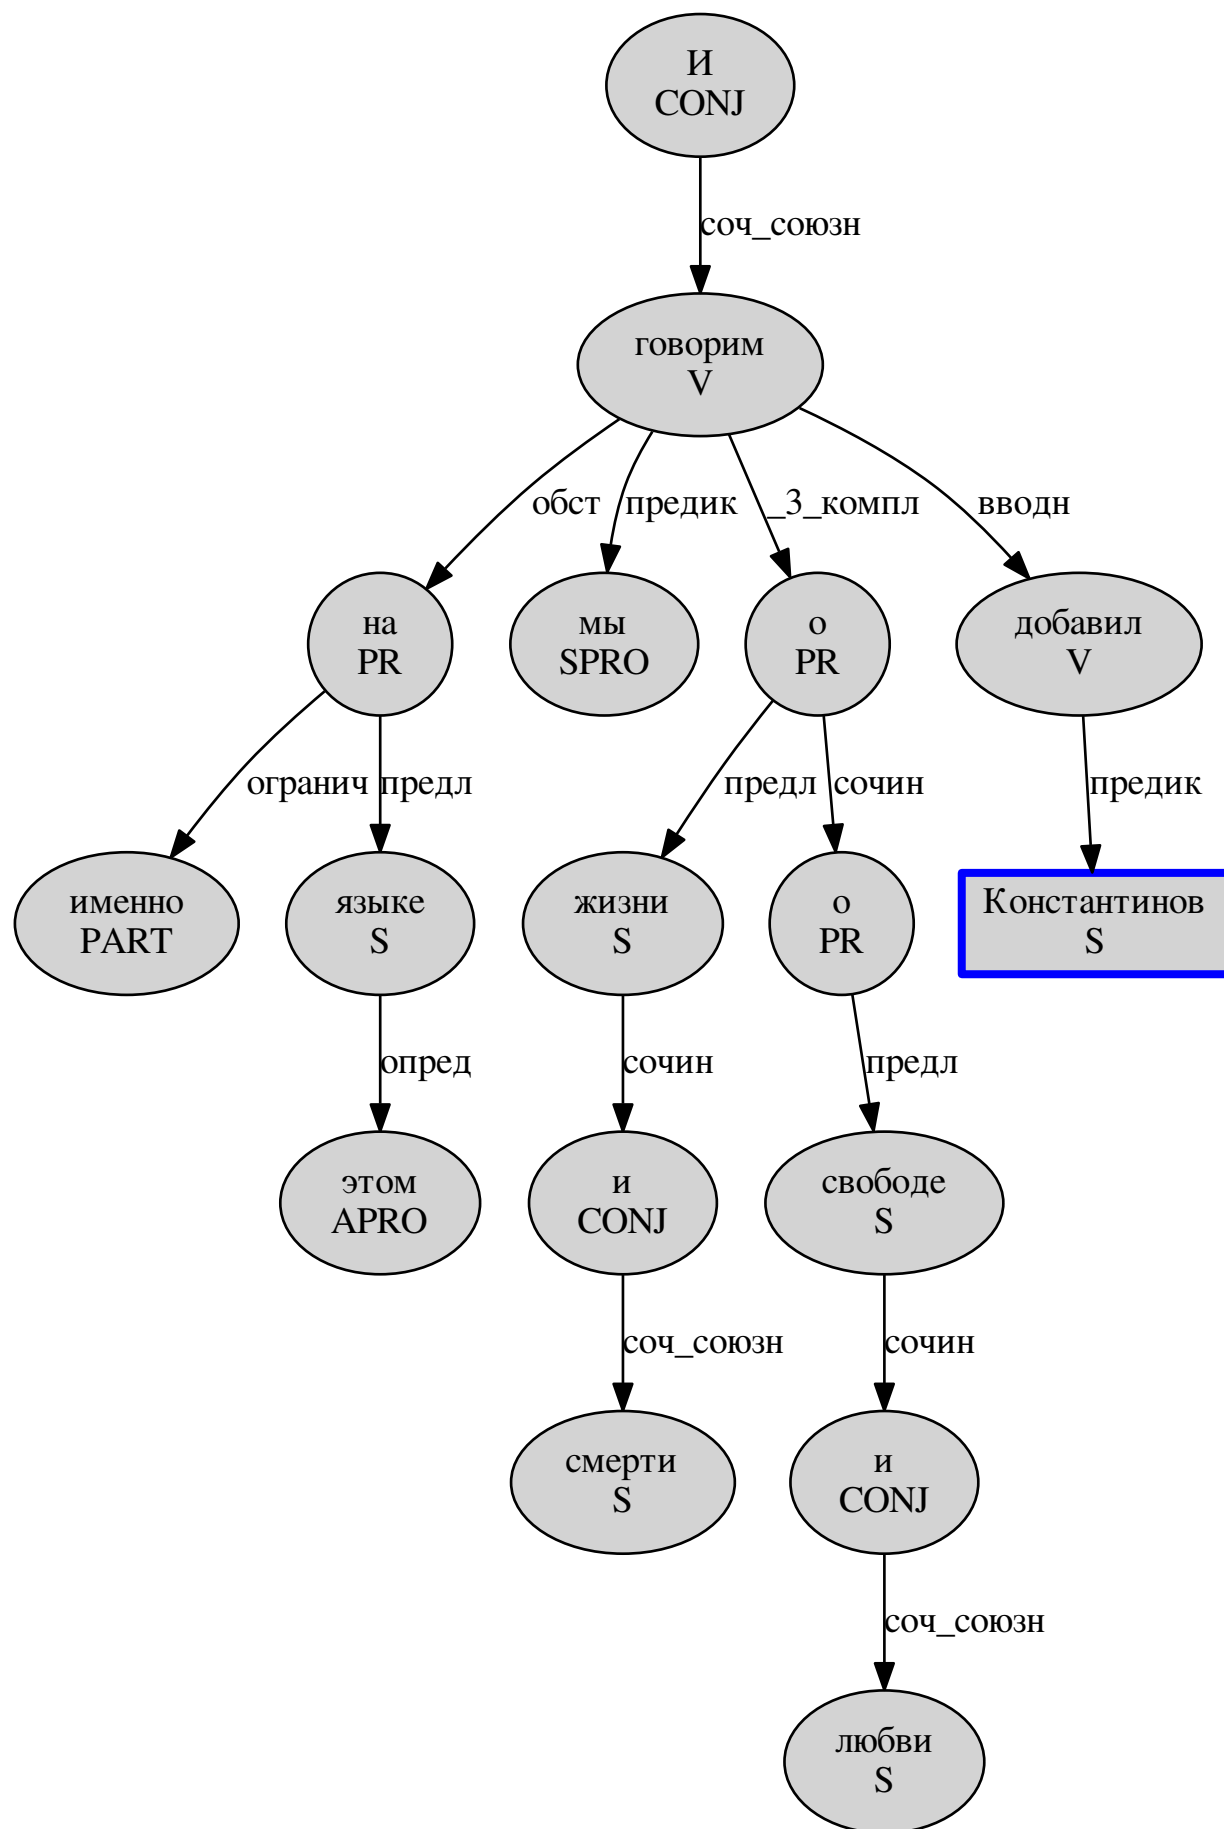 И
CONJ
соч_союзн
говорим
V
обст
предик
_3_компл
вводн
на
PR
мы
SPRO
о
PR
добавил
V
огранич
предл
предл
сочин
предик
именно
PART
языке
S
жизни
S
о
PR
Константинов
S
опред
сочин
предл
этом
APRO
и
CONJ
свободе
S
соч_союзн
сочин
смерти
S
и
CONJ
соч_союзн
любви
S